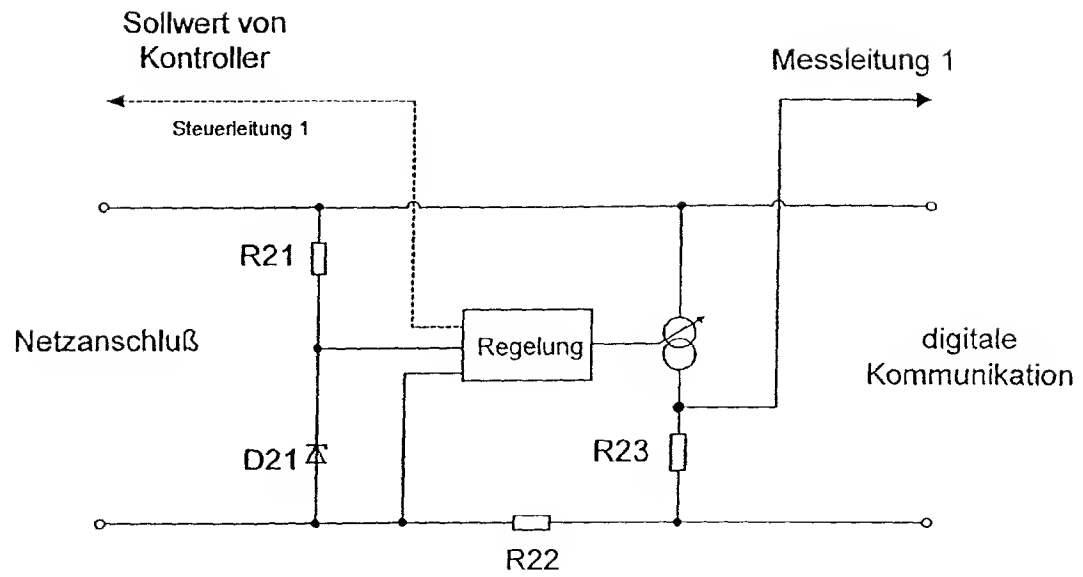 Sollwert von
Kontroller
Messleitung 1
Steuerleitung 1
R21
Netzanschluß
Regelung
digitale
Kommunikation
D21
R23
R22